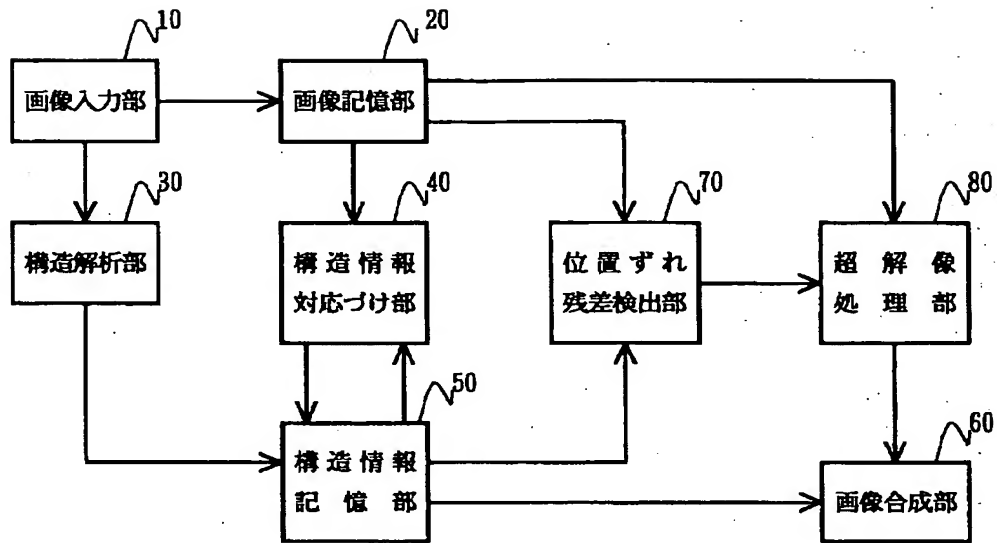 10
画像入力部
20
画像記憶部
30
構造解析部
40
構造情報
対応づけ部
70
位置ずれ
残差検出部
80
超解像
処理部
50
構造情報
記憶部
60
画像合成部